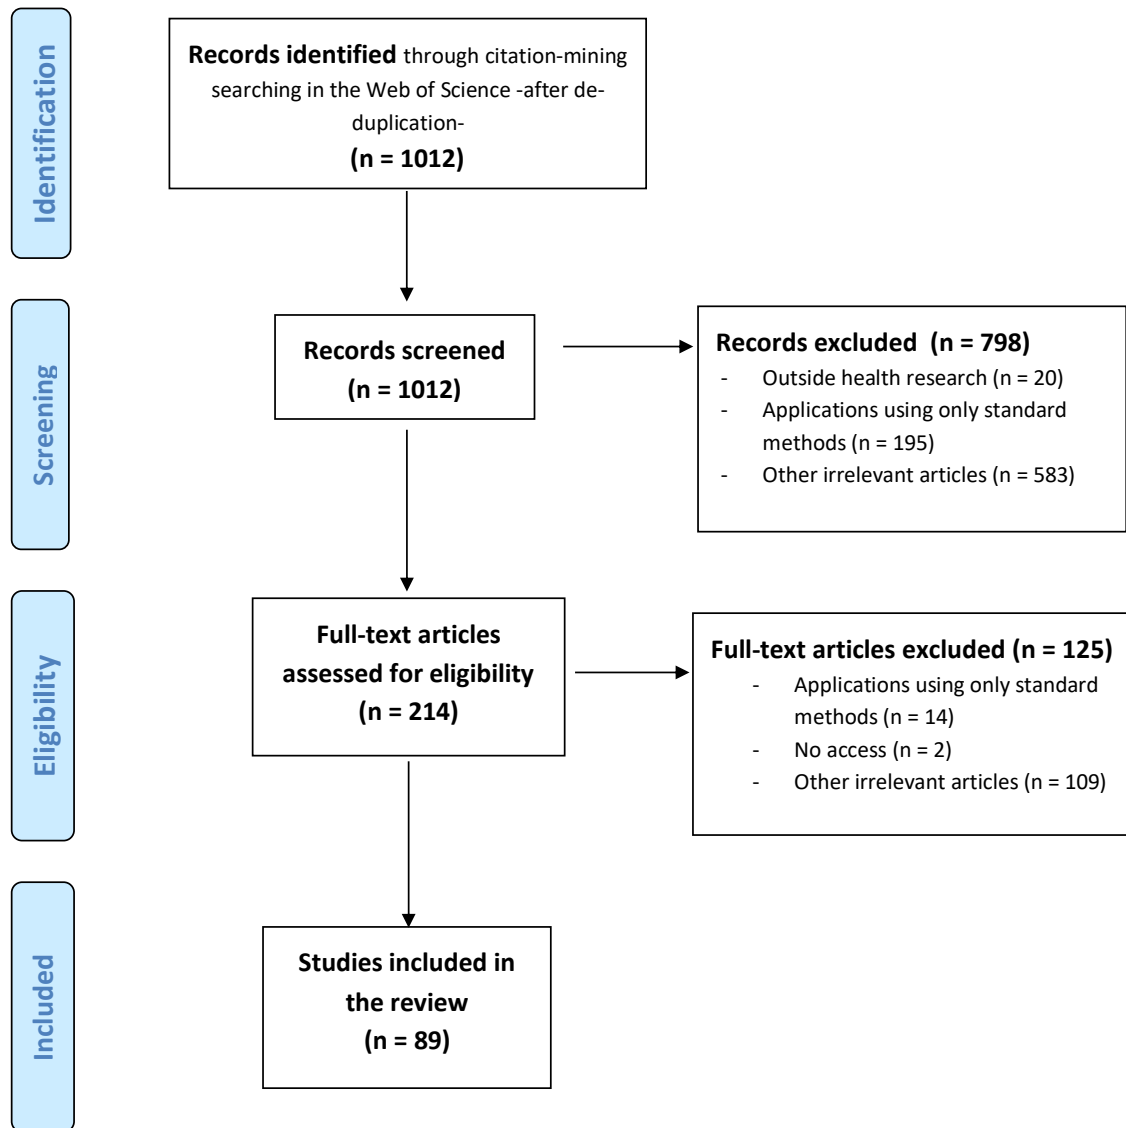 Identification
Records identified through citation-mining
searching in the Web of Science -after de-
duplication-
(n = 1012)
Screening
Records screened
(n = 1012)
Records excluded (n = 798)
- Outside health research (n = 20)
- Applications using only standard
methods (n = 195)
- Other irrelevant articles (n = 583)
Eligibility
Full-text articles
assessed for eligibility
(n = 214)
Full-text articles excluded (n = 125)
- Applications using only standard
methods (n = 14)
- No access (n = 2)
- Other irrelevant articles (n = 109)
Included
Studies included in
the review
(n = 89)